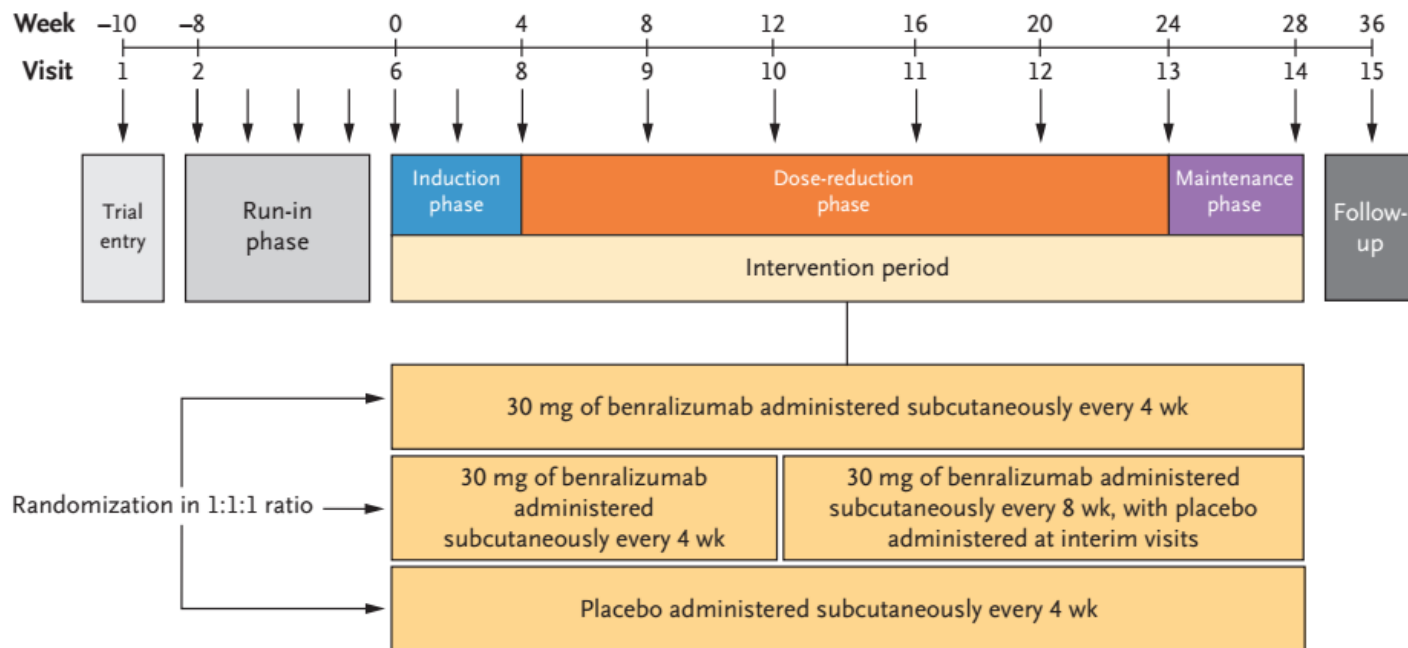 Week –10 –8 0 4 8 12 16 20 24 28 36
Visit 1 2 6 8 9 10 11 12 13 14 15
Trial
entry
Run-in
phase
Induction
phase
Dose-reduction
phase
Maintenance
phase
Follow-
up
Intervention period
30 mg of benralizumab administered subcutaneously every 4 wk
Randomization in 1:1:1 ratio
30 mg of benralizumab
administered
subcutaneously every 4 wk
30 mg of benralizumab administered
subcutaneously every 8 wk, with placebo
administered at interim visits
Placebo administered subcutaneously every 4 wk